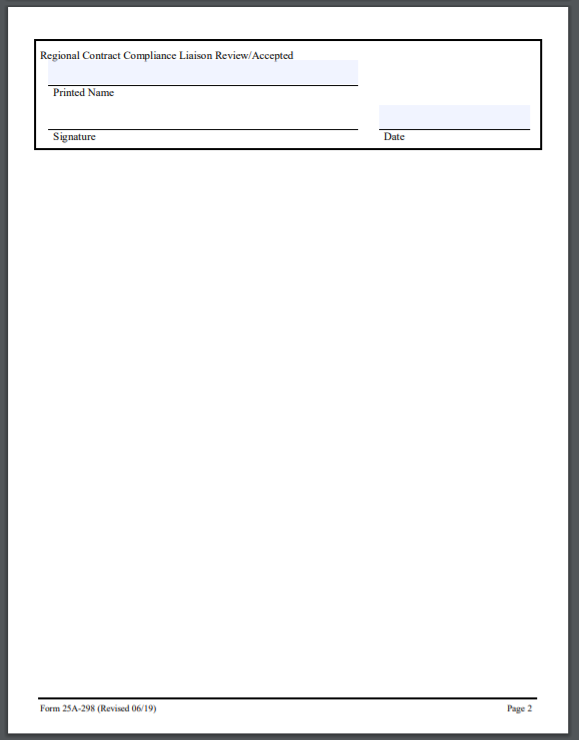 Regional Contract Compliance Liaison Review/Accepted
Printed Name
Signature Date
Form 25A-298 (Revised 06/19) Page 2